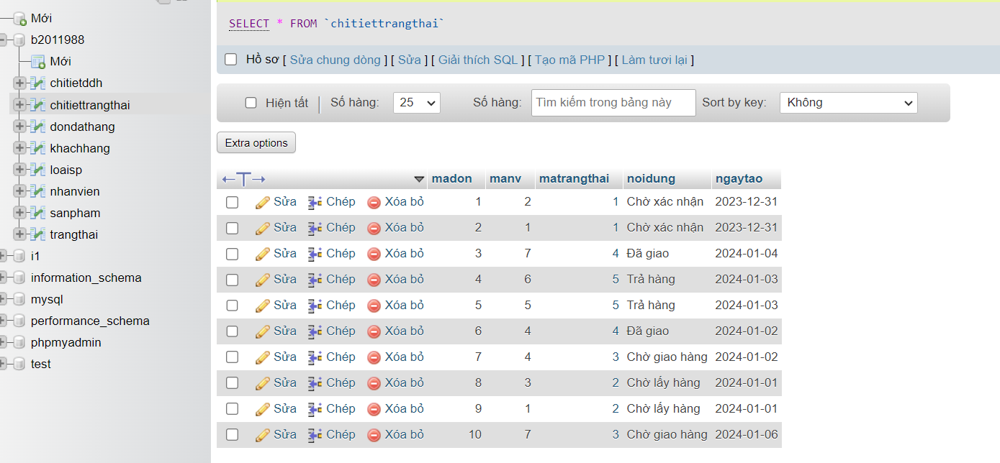 Mới
b2011988
Mới
chitietddh
chitiettrangthai
dondathang
khachhang
loaisp
nhanvien
sanpham
trangthai
i1
information_schema
mysql
performance_schema
phpmyadmin
test
SELECT * FROM `chitiettrangthai`
Hồ sơ [ Sửa chung dòng ] [ Sửa ] [ Giải thích SQL ] [ Tạo mã PHP ] [ Làm tươi lại ]
Hiện tất Số hàng: 25 Số hàng: Tìm kiếm trong bảng này Sort by key: Không
Extra options
←T→ madon manv matrangthai noidung ngaytao
Sửa Chép Xóa bỏ 1 2 1 Chờ xác nhận 2023-12-31
Sửa Chép Xóa bỏ 2 1 1 Chờ xác nhận 2023-12-31
Sửa Chép Xóa bỏ 3 7 4 Đã giao 2024-01-04
Sửa Chép Xóa bỏ 4 6 5 Trả hàng 2024-01-03
Sửa Chép Xóa bỏ 5 5 5 Trả hàng 2024-01-03
Sửa Chép Xóa bỏ 6 4 4 Đã giao 2024-01-02
Sửa Chép Xóa bỏ 7 4 3 Chờ giao hàng 2024-01-02
Sửa Chép Xóa bỏ 8 3 2 Chờ lấy hàng 2024-01-01
Sửa Chép Xóa bỏ 9 1 2 Chờ lấy hàng 2024-01-01
Sửa Chép Xóa bỏ 10 7 3 Chờ giao hàng 2024-01-06